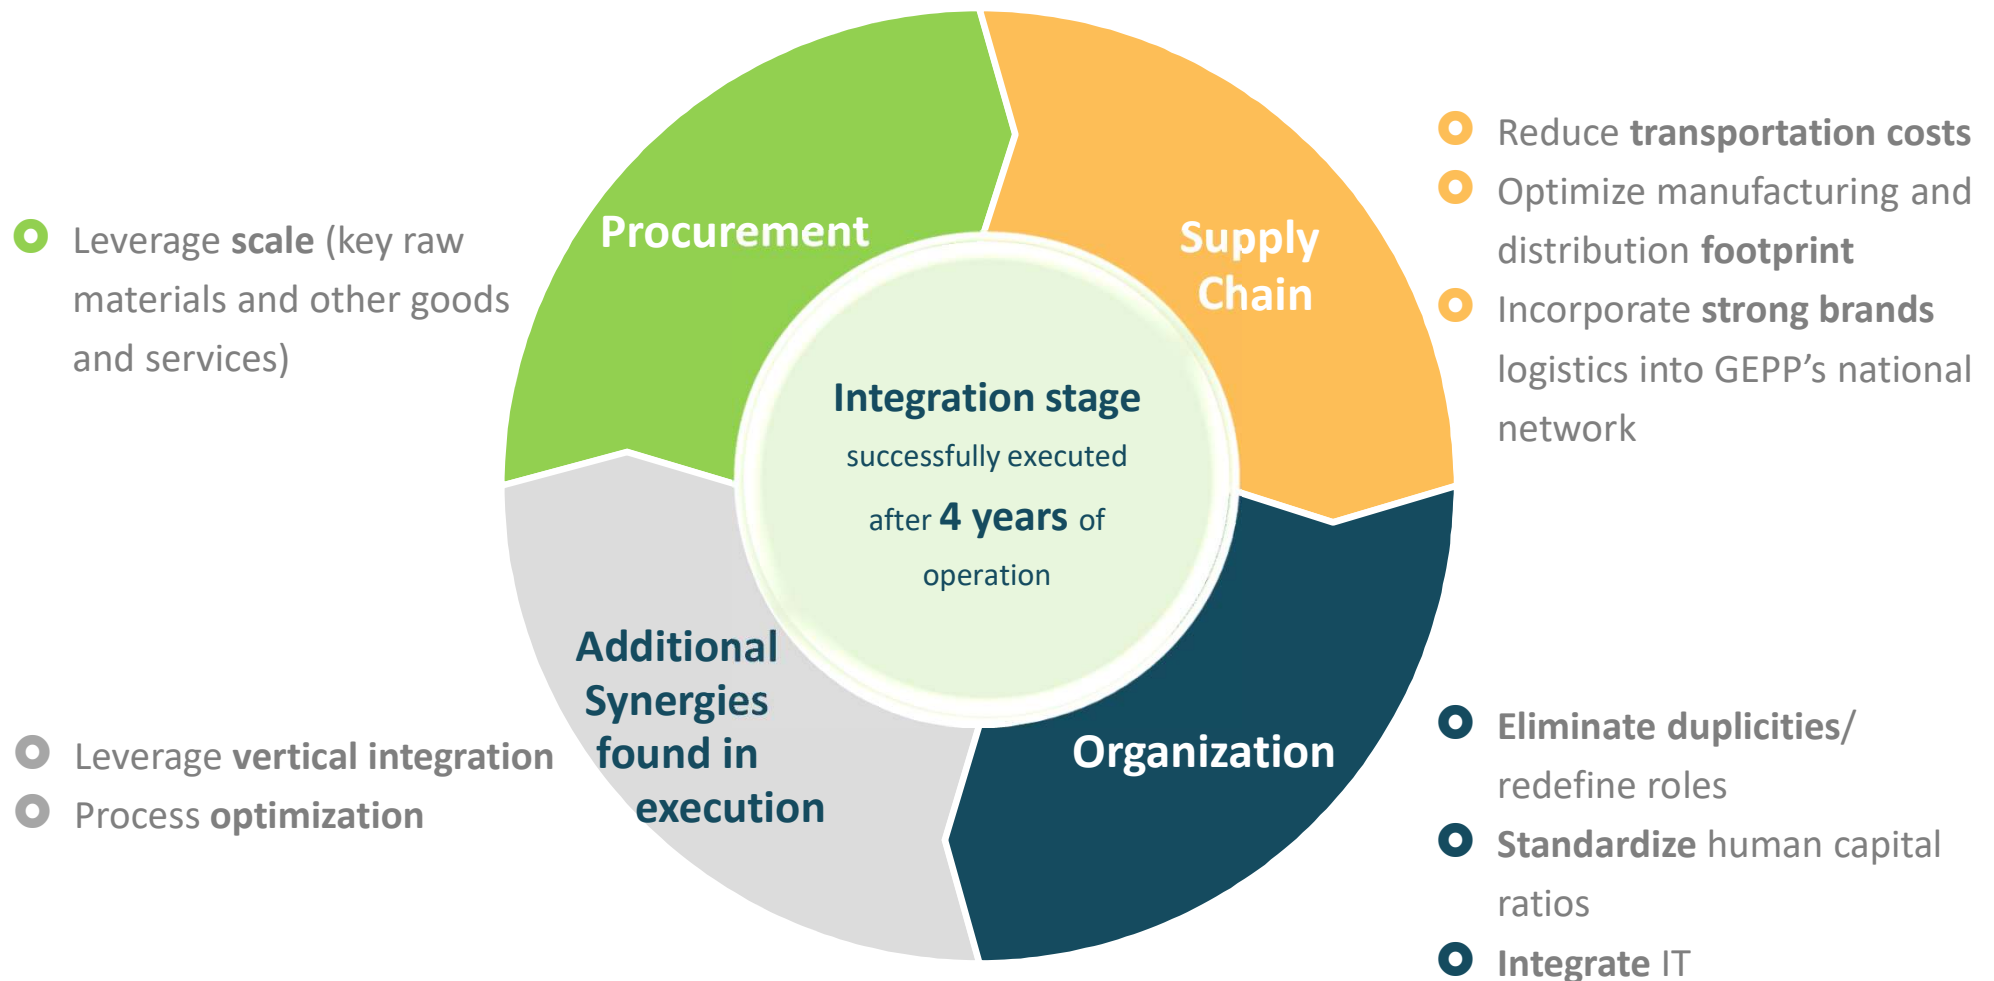 Procurement
Leverage scale (key raw
materials and other goods
and services)
Supply
Chain
Reduce transportation costs
Optimize manufacturing and
distribution footprint
Incorporate strong brands
logistics into GEPP’s national
network
Integration stage
successfully executed
after 4 years of
operation
Additional
Synergies
found in
execution
Leverage vertical integration
Process optimization
Organization
Eliminate duplicities/
redefine roles
Standardize human capital
ratios
Integrate IT